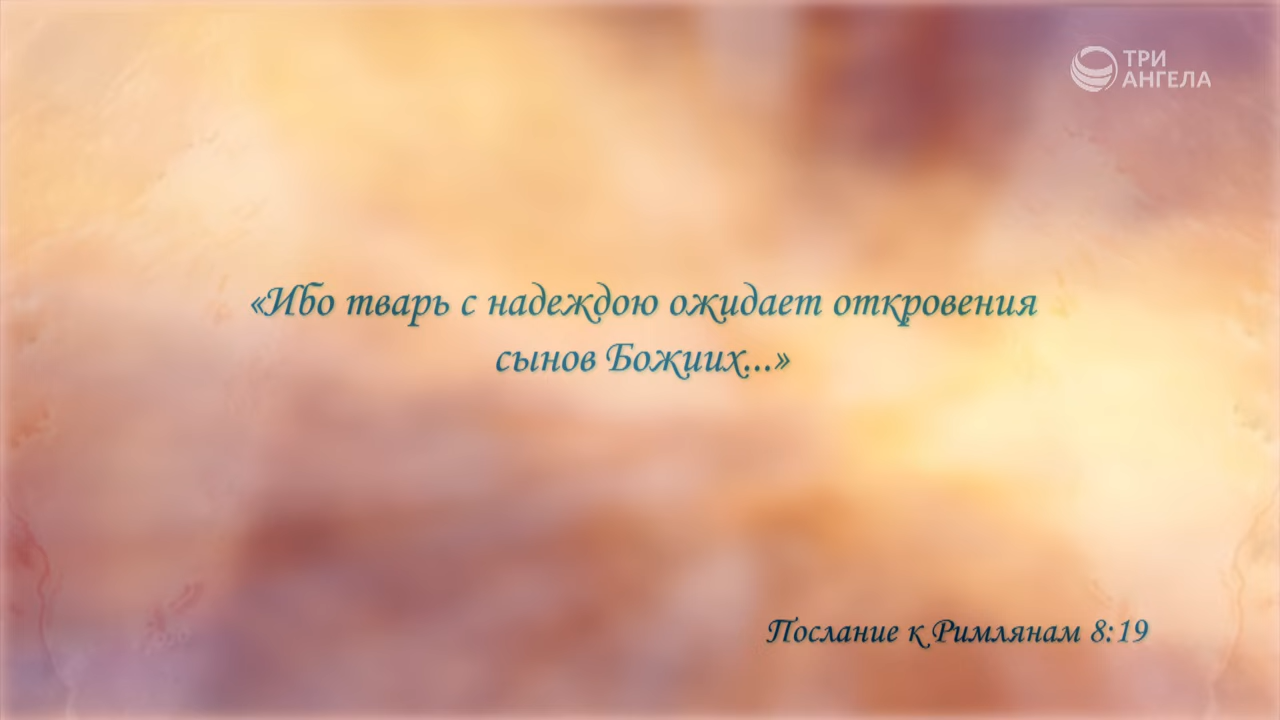 ТРИ
АНГЕЛА
«Ибо тварь с надеждою ожидает откровения
сынов Божиих...»
Послание к Римлянам 8:19